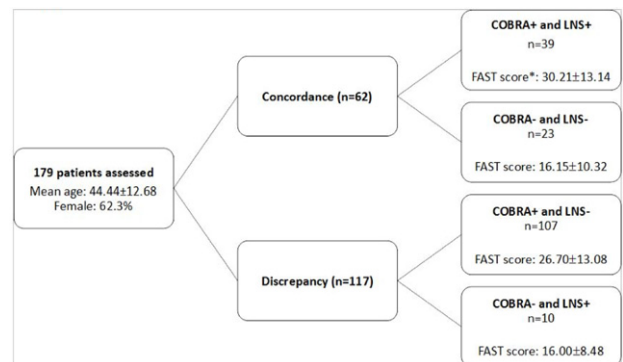 179 patients assessed
Mean age: 44.44±12.68
Female: 62.3%
Concordance (n=62)
Discrepancy (n=117)
COBRA+ and LNS+
n=39
FAST score*: 30.21±13.14
COBRA- and LNS-
n=23
FAST score: 16.15±10.32
COBRA+ and LNS-
n=107
FAST score: 26.70±13.08
COBRA- and LNS+
n=10
FAST score: 16.00±8.48